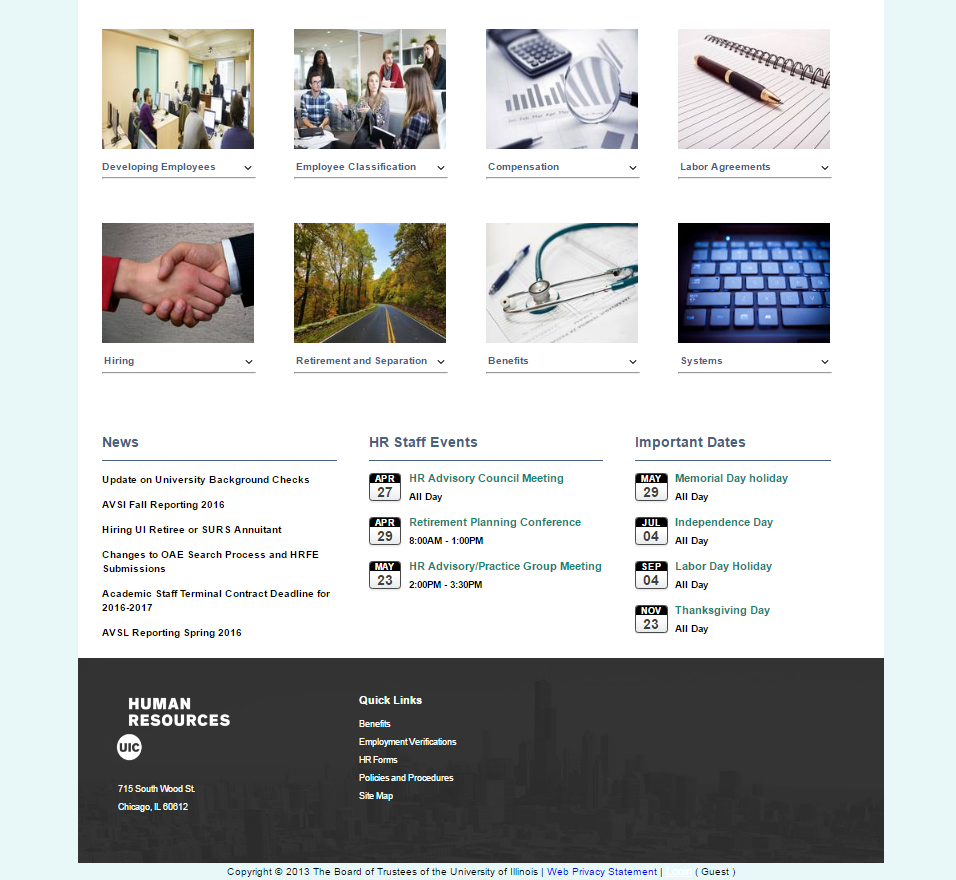 Developing Employees
Employee Classification
Compensation
Labor Agreements
Hiring
Retirement and Separation
Benefits
Systems
News
Update on University Background Checks
AVSI Fall Reporting 2016
Hiring UI Retiree or SURS Annuitant
Changes to OAE Search Process and HRFE
Submissions
Academic Staff Terminal Contract Deadline for
2016-2017
AVSL Reporting Spring 2016
HR Staff Events
APR
27
HR Advisory Council Meeting
All Day
APR
29
Retirement Planning Conference
8:00AM - 1:00PM
MAY
23
HR Advisory/Practice Group Meeting
2:00PM - 3:30PM
Important Dates
MAY
29
Memorial Day holiday
All Day
JUL
04
Independence Day
All Day
SEP
04
Labor Day Holiday
All Day
NOV
23
Thanksgiving Day
All Day
HUMAN
RESOURCES
UIC
715 South Wood St.
Chicago, IL 60612
Quick Links
Benefits
Employment Verifications
HR Forms
Policies and Procedures
Site Map
Copyright © 2013 The Board of Trustees of the University of Illinois | Web Privacy Statement | Login ( Guest )